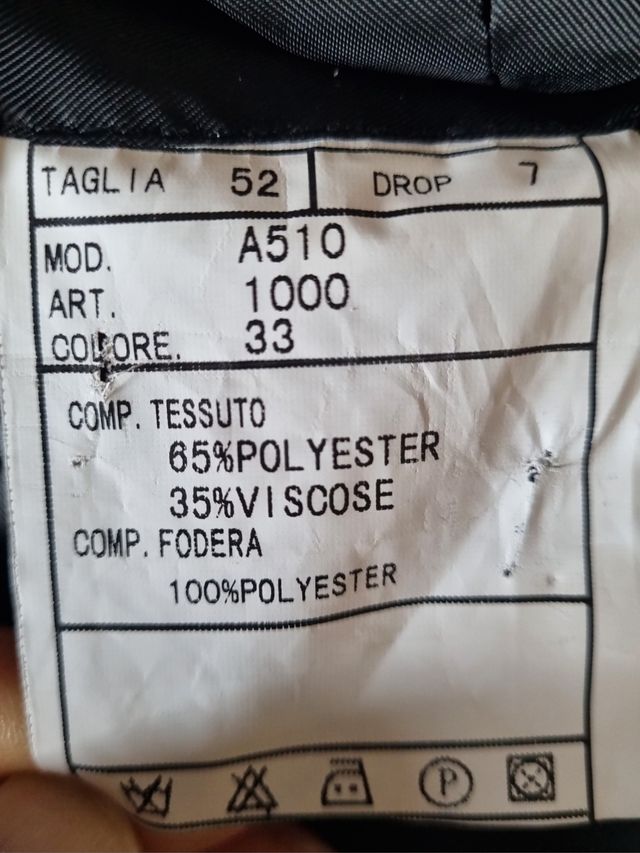 TAGLIA 52 DROP 7
MOD. A510
ART. 1000
COLORE. 33
COMP. TESSUTO
65%POLYESTER
35%VISCOSE
COMP. FODERA
100%POLYESTER
P